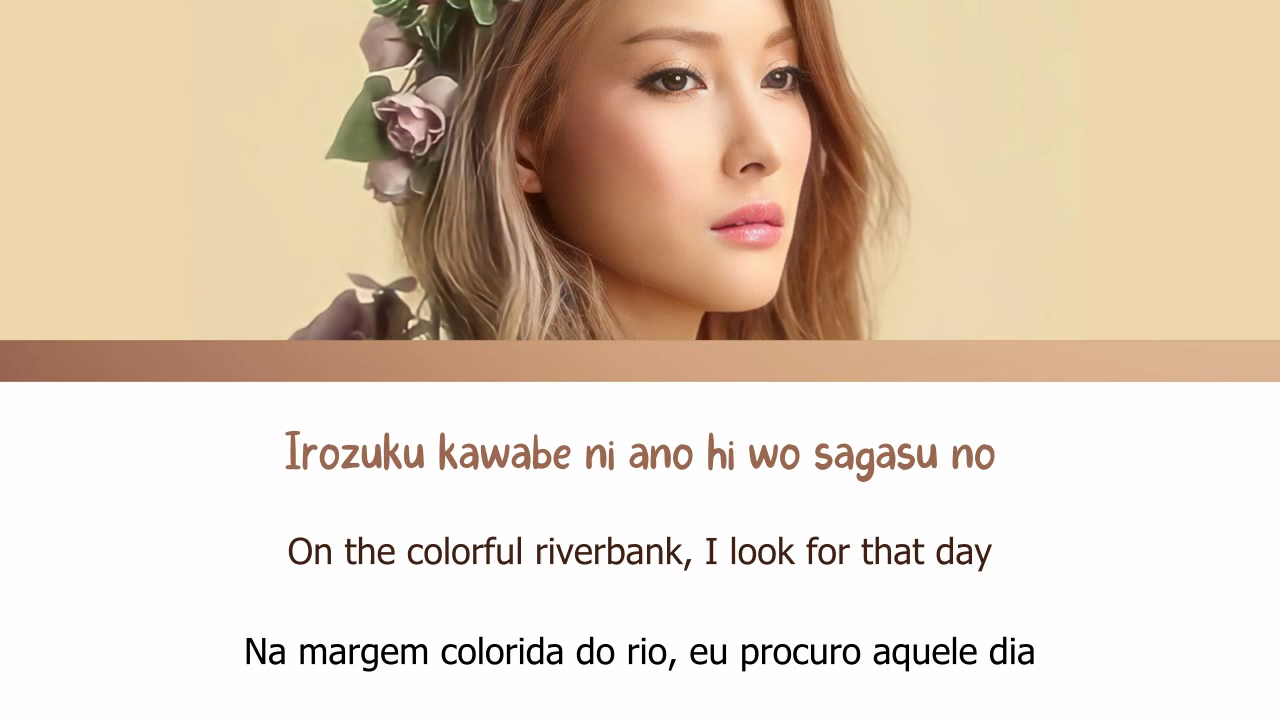 Irozuku kawabe ni ano hi wo sagasu no
On the colorful riverbank, I look for that day
Na margem colorida do rio, eu procuro aquele dia